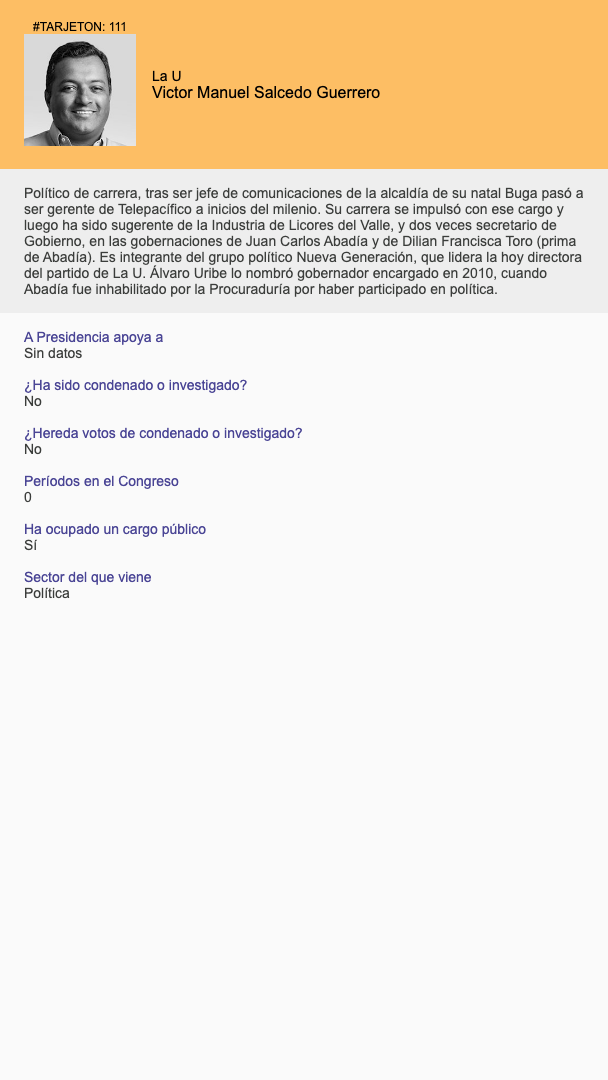 #TARJETON: 111
La U
Victor Manuel Salcedo Guerrero
Político de carrera, tras ser jefe de comunicaciones de la alcaldía de su natal Buga pasó a
ser gerente de Telepacífico a inicios del milenio. Su carrera se impulsó con ese cargo y
luego ha sido sugerente de la Industria de Licores del Valle, y dos veces secretario de
Gobierno, en las gobernaciones de Juan Carlos Abadía y de Dilian Francisca Toro (prima
de Abadía). Es integrante del grupo político Nueva Generación, que lidera la hoy directora
del partido de La U. Álvaro Uribe lo nombró gobernador encargado en 2010, cuando
Abadía fue inhabilitado por la Procuraduría por haber participado en política.
A Presidencia apoya a
Sin datos
¿Ha sido condenado o investigado?
No
¿Hereda votos de condenado o investigado?
No
Períodos en el Congreso
0
Ha ocupado un cargo público
Sí
Sector del que viene
Política